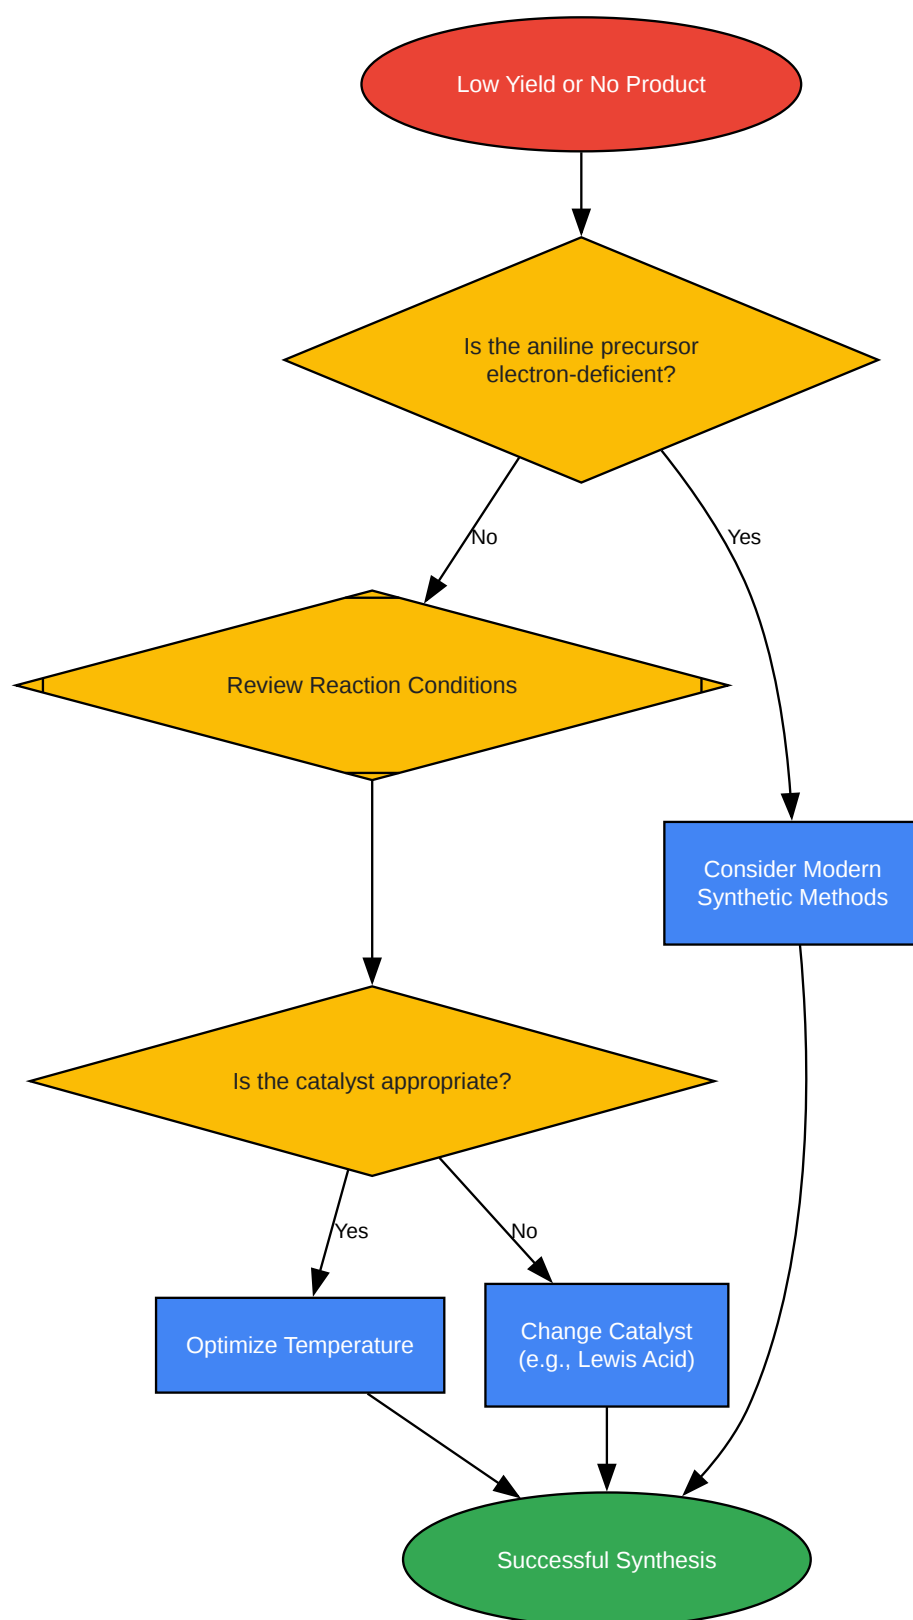 Low Yield or No Product
Is the aniline precursor
electron-deficient?
No
Yes
Review Reaction Conditions
Consider Modern
Synthetic Methods
Is the catalyst appropriate?
Yes
No
Optimize Temperature
Change Catalyst
(e.g., Lewis Acid)
Successful Synthesis